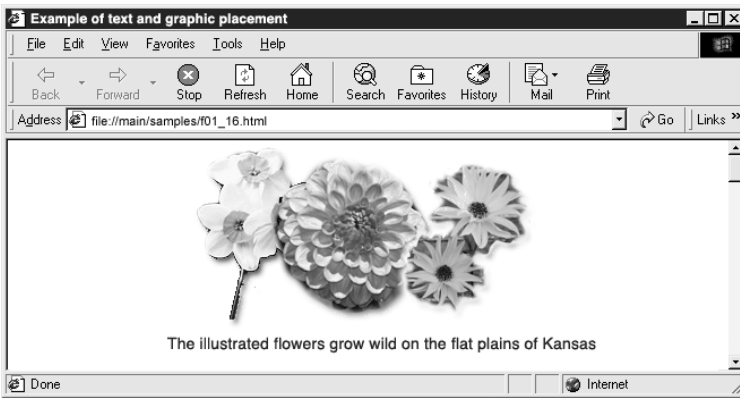 Example of text and graphic placement
File Edit View Favorites Tools Help
Back Forward Stop Refresh Home Search Favorites History Mail Print
Address file://main/samples/f01_16.html Go Links »
The illustrated flowers grow wild on the flat plains of Kansas
Done Internet